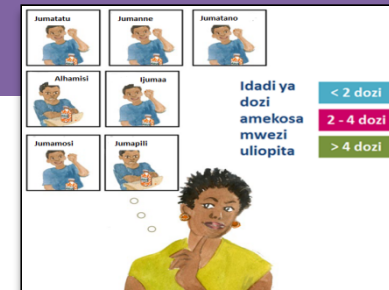 Jumatatu
Jumanne
Jumatano
Alhamisi
Ijumaa
Jumamosi
Jumapili
Idadi ya
dozi
amekosa
mwezi
uliopita
< 2 dozi
2 - 4 dozi
> 4 dozi